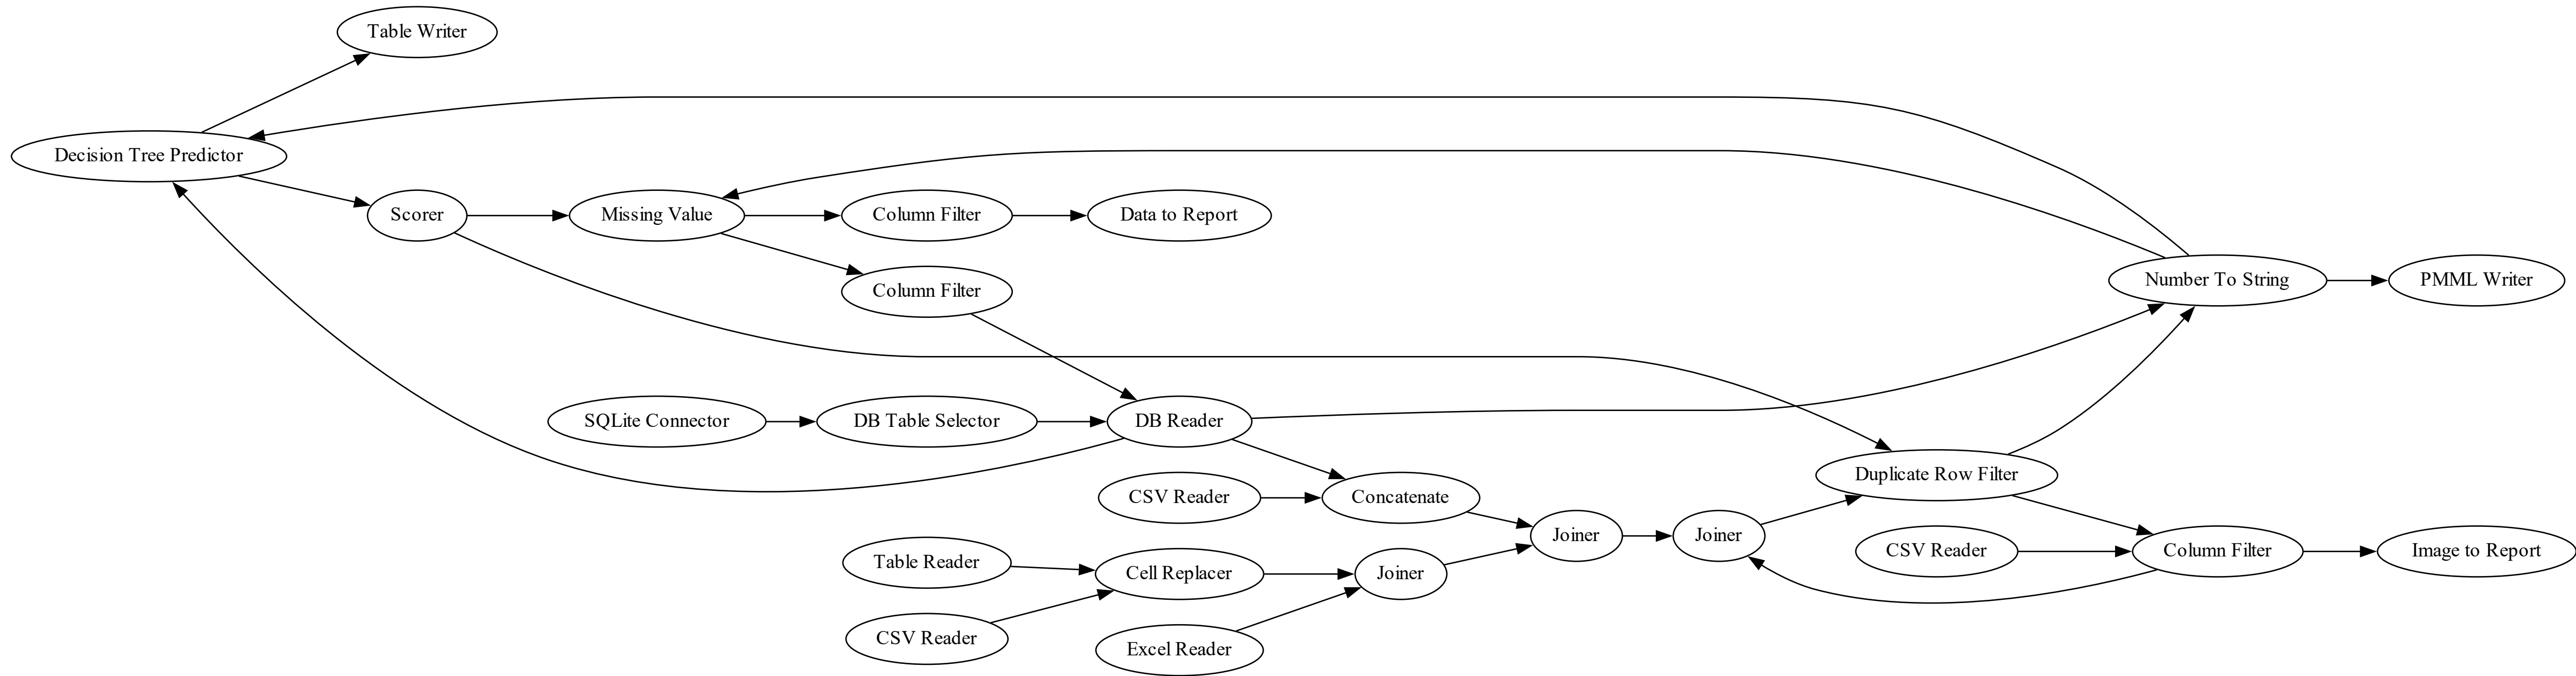 Table Writer
Decision Tree Predictor
Scorer
Missing Value
Column Filter
Data to Report
Column Filter
Number To String
PMML Writer
SQLite Connector
DB Table Selector
DB Reader
CSV Reader
Concatenate
Duplicate Row Filter
Table Reader
Cell Replacer
Joiner
Joiner
Joiner
CSV Reader
Column Filter
Image to Report
CSV Reader
Excel Reader